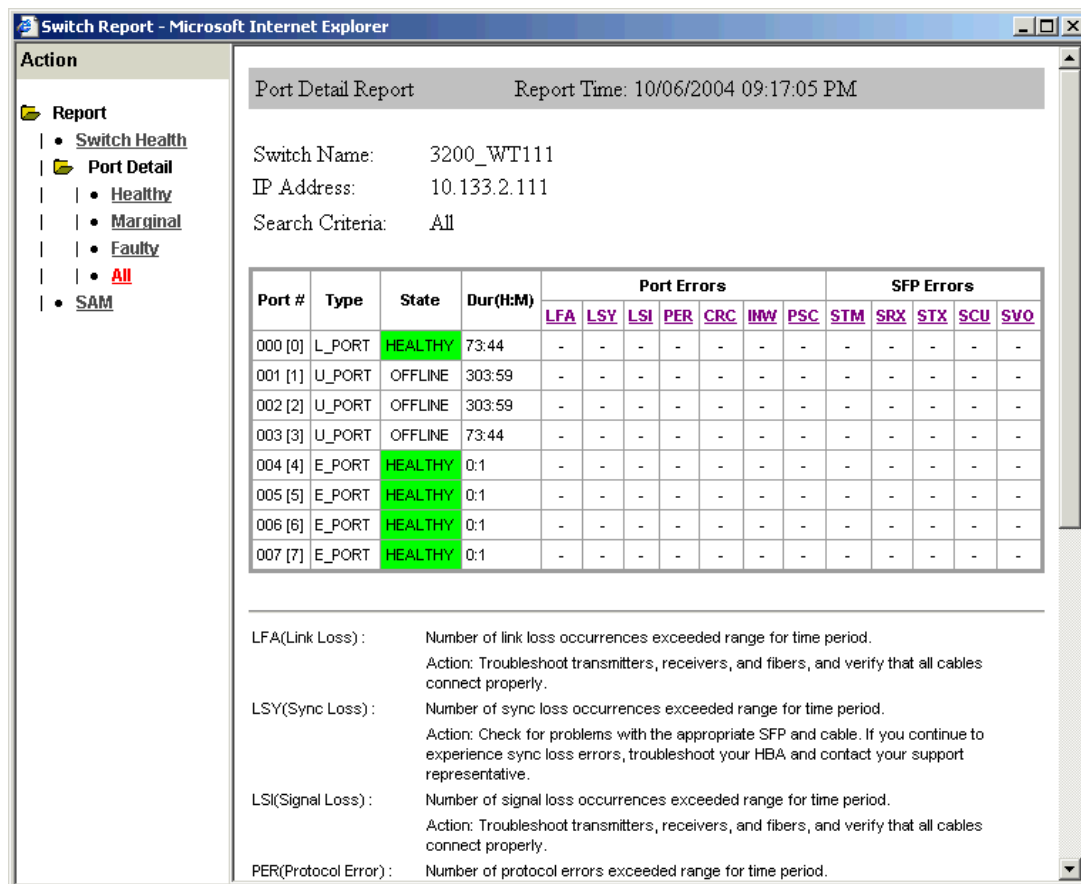 Switch Report - Microsoft Internet Explorer
Action
Report
Switch Health
Port Detail
Healthy
Marginal
Faulty
All
SAM
Port Detail Report Report Time: 10/06/2004 09:17:05 PM
Switch Name: 3200_WT111
IP Address: 10.133.2.111
Search Criteria: All
Port # Type State Dur(H:M) Port Errors SFP Errors
LFA LSY LSI PER CRC INW PSC STM SRX STX SCU SVO
000 [0] L_PORT HEALTHY 73:44 - - - - - - - - - - - -
001 [1] U_PORT OFFLINE 303:59 - - - - - - - - - - - -
002 [2] U_PORT OFFLINE 303:59 - - - - - - - - - - - -
003 [3] U_PORT OFFLINE 73:44 - - - - - - - - - - - -
004 [4] E_PORT HEALTHY 0:1 - - - - - - - - - - - -
005 [5] E_PORT HEALTHY 0:1 - - - - - - - - - - - -
006 [6] E_PORT HEALTHY 0:1 - - - - - - - - - - - -
007 [7] E_PORT HEALTHY 0:1 - - - - - - - - - - - -
LFA(Link Loss) : Number of link loss occurrences exceeded range for time period.
Action: Troubleshoot transmitters, receivers, and fibers, and verify that all cables
connect properly.
LSY(Sync Loss) : Number of sync loss occurrences exceeded range for time period.
Action: Check for problems with the appropriate SFP and cable. If you continue to
experience sync loss errors, troubleshoot your HBA and contact your support
representative.
LSI(Signal Loss) : Number of signal loss occurrences exceeded range for time period.
Action: Troubleshoot transmitters, receivers, and fibers, and verify that all cables
connect properly.
PER(Protocol Error) : Number of protocol errors exceeded range for time period.